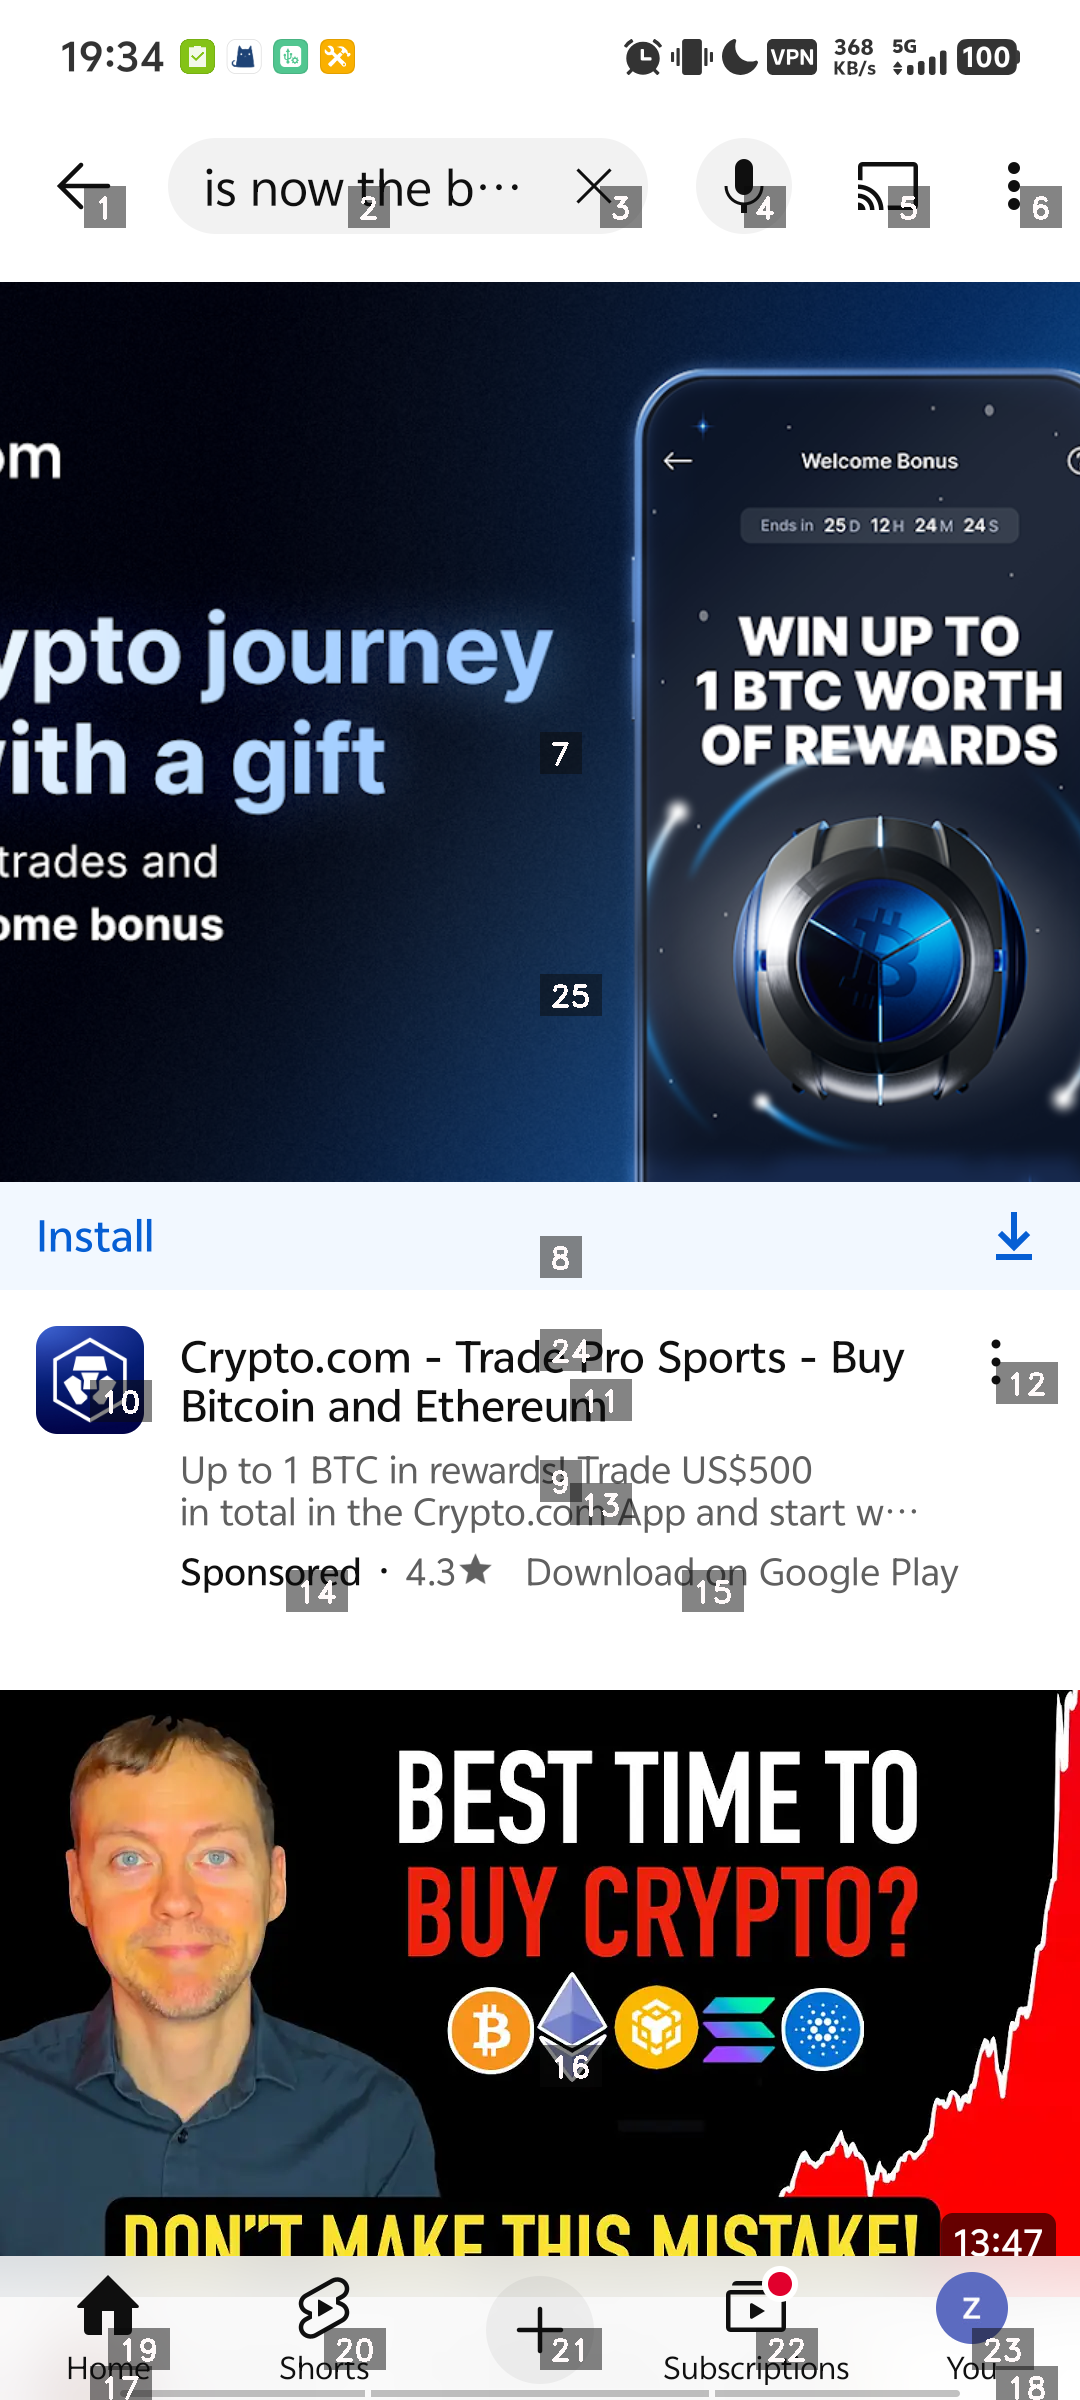 19:34
VPN
368
KB/s
5G
100
is now the b···
1
2
3
4
5
6
om
ypto journey
ith a gift
trades and
ome bonus
Welcome Bonus
Ends in 25D 12H 24M 24S
WIN UP TO
1 BTC WORTH
OF REWARDS
7
25
Install
8
Crypto.com - Trade Pro Sports - Buy
Bitcoin and Ethereum
24
10
11
12
Up to 1 BTC in rewards! Trade US$500
in total in the Crypto.com App and start w···
9
13
Sponsored · 4.3★ Download on Google Play
14
15
BEST TIME TO
BUY CRYPTO?
16
DON"T MAKE THIS MISTAKE!
13:47
Z
19
20
21
22
23
Home
Shorts
Subscriptions
You
17
18